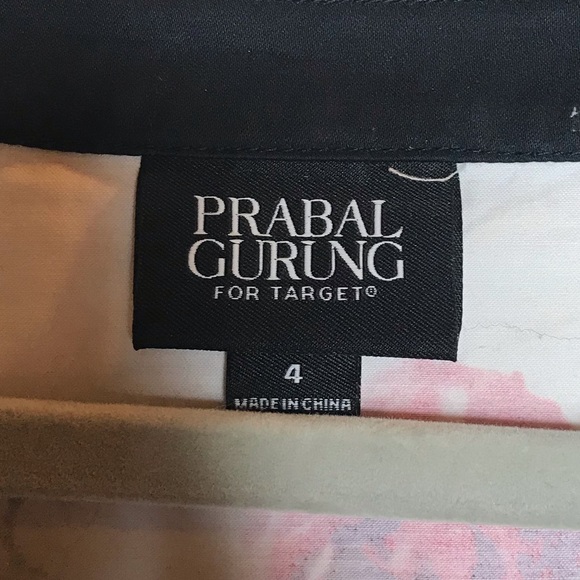 PRABAL
GURUNG
FOR TARGET®
4
MADE IN CHINA